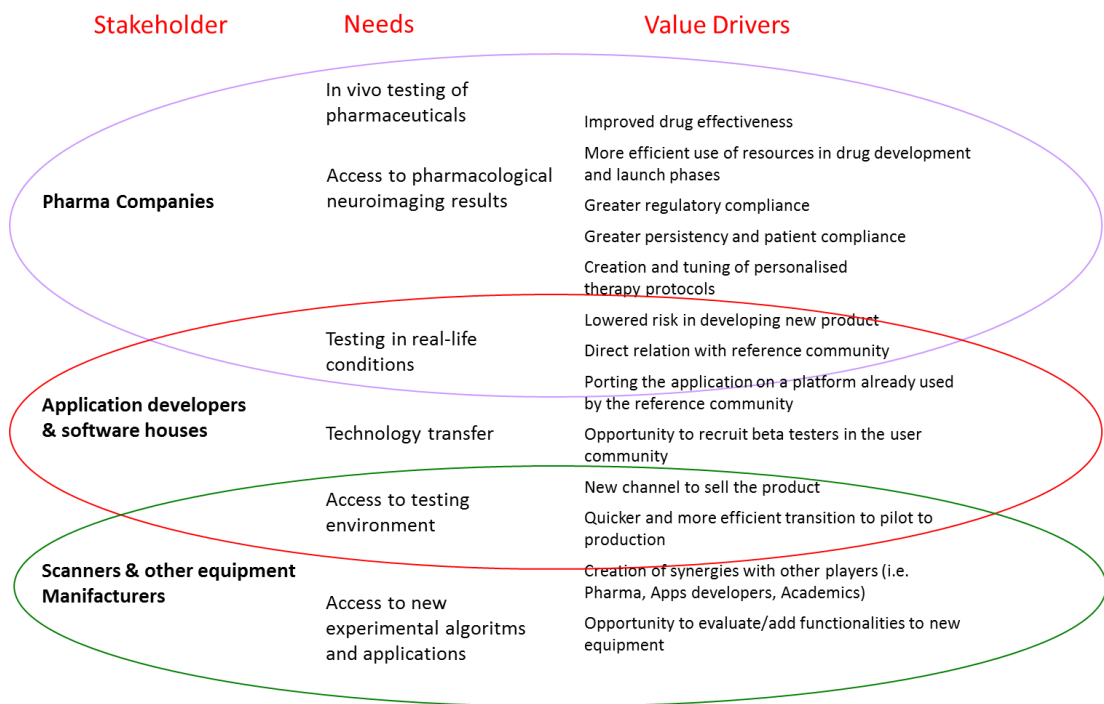 Stakeholder
Needs
Value Drivers
In vivo testing of
pharmaceuticals
Access to pharmacological
neuroimaging results
Pharma Companies
Improved drug effectiveness
More efficient use of resources in drug development
and launch phases
Greater regulatory compliance
Greater persistency and patient compliance
Creation and tuning of personalised
therapy protocols
Testing in real-life
conditions
Lowered risk in developing new product
Direct relation with reference community
Porting the application on a platform already used
by the reference community
Application developers
& software houses
Technology transfer
Opportunity to recruit beta testers in the user
community
Access to testing
environment
New channel to sell the product
Quicker and more efficient transition to pilot to
production
Scanners & other equipment
Manifacturers
Access to new
experimental algoritms
and applications
Creation of synergies with other players (i.e.
Pharma, Apps developers, Academics)
Opportunity to evaluate/add functionalities to new
equipment